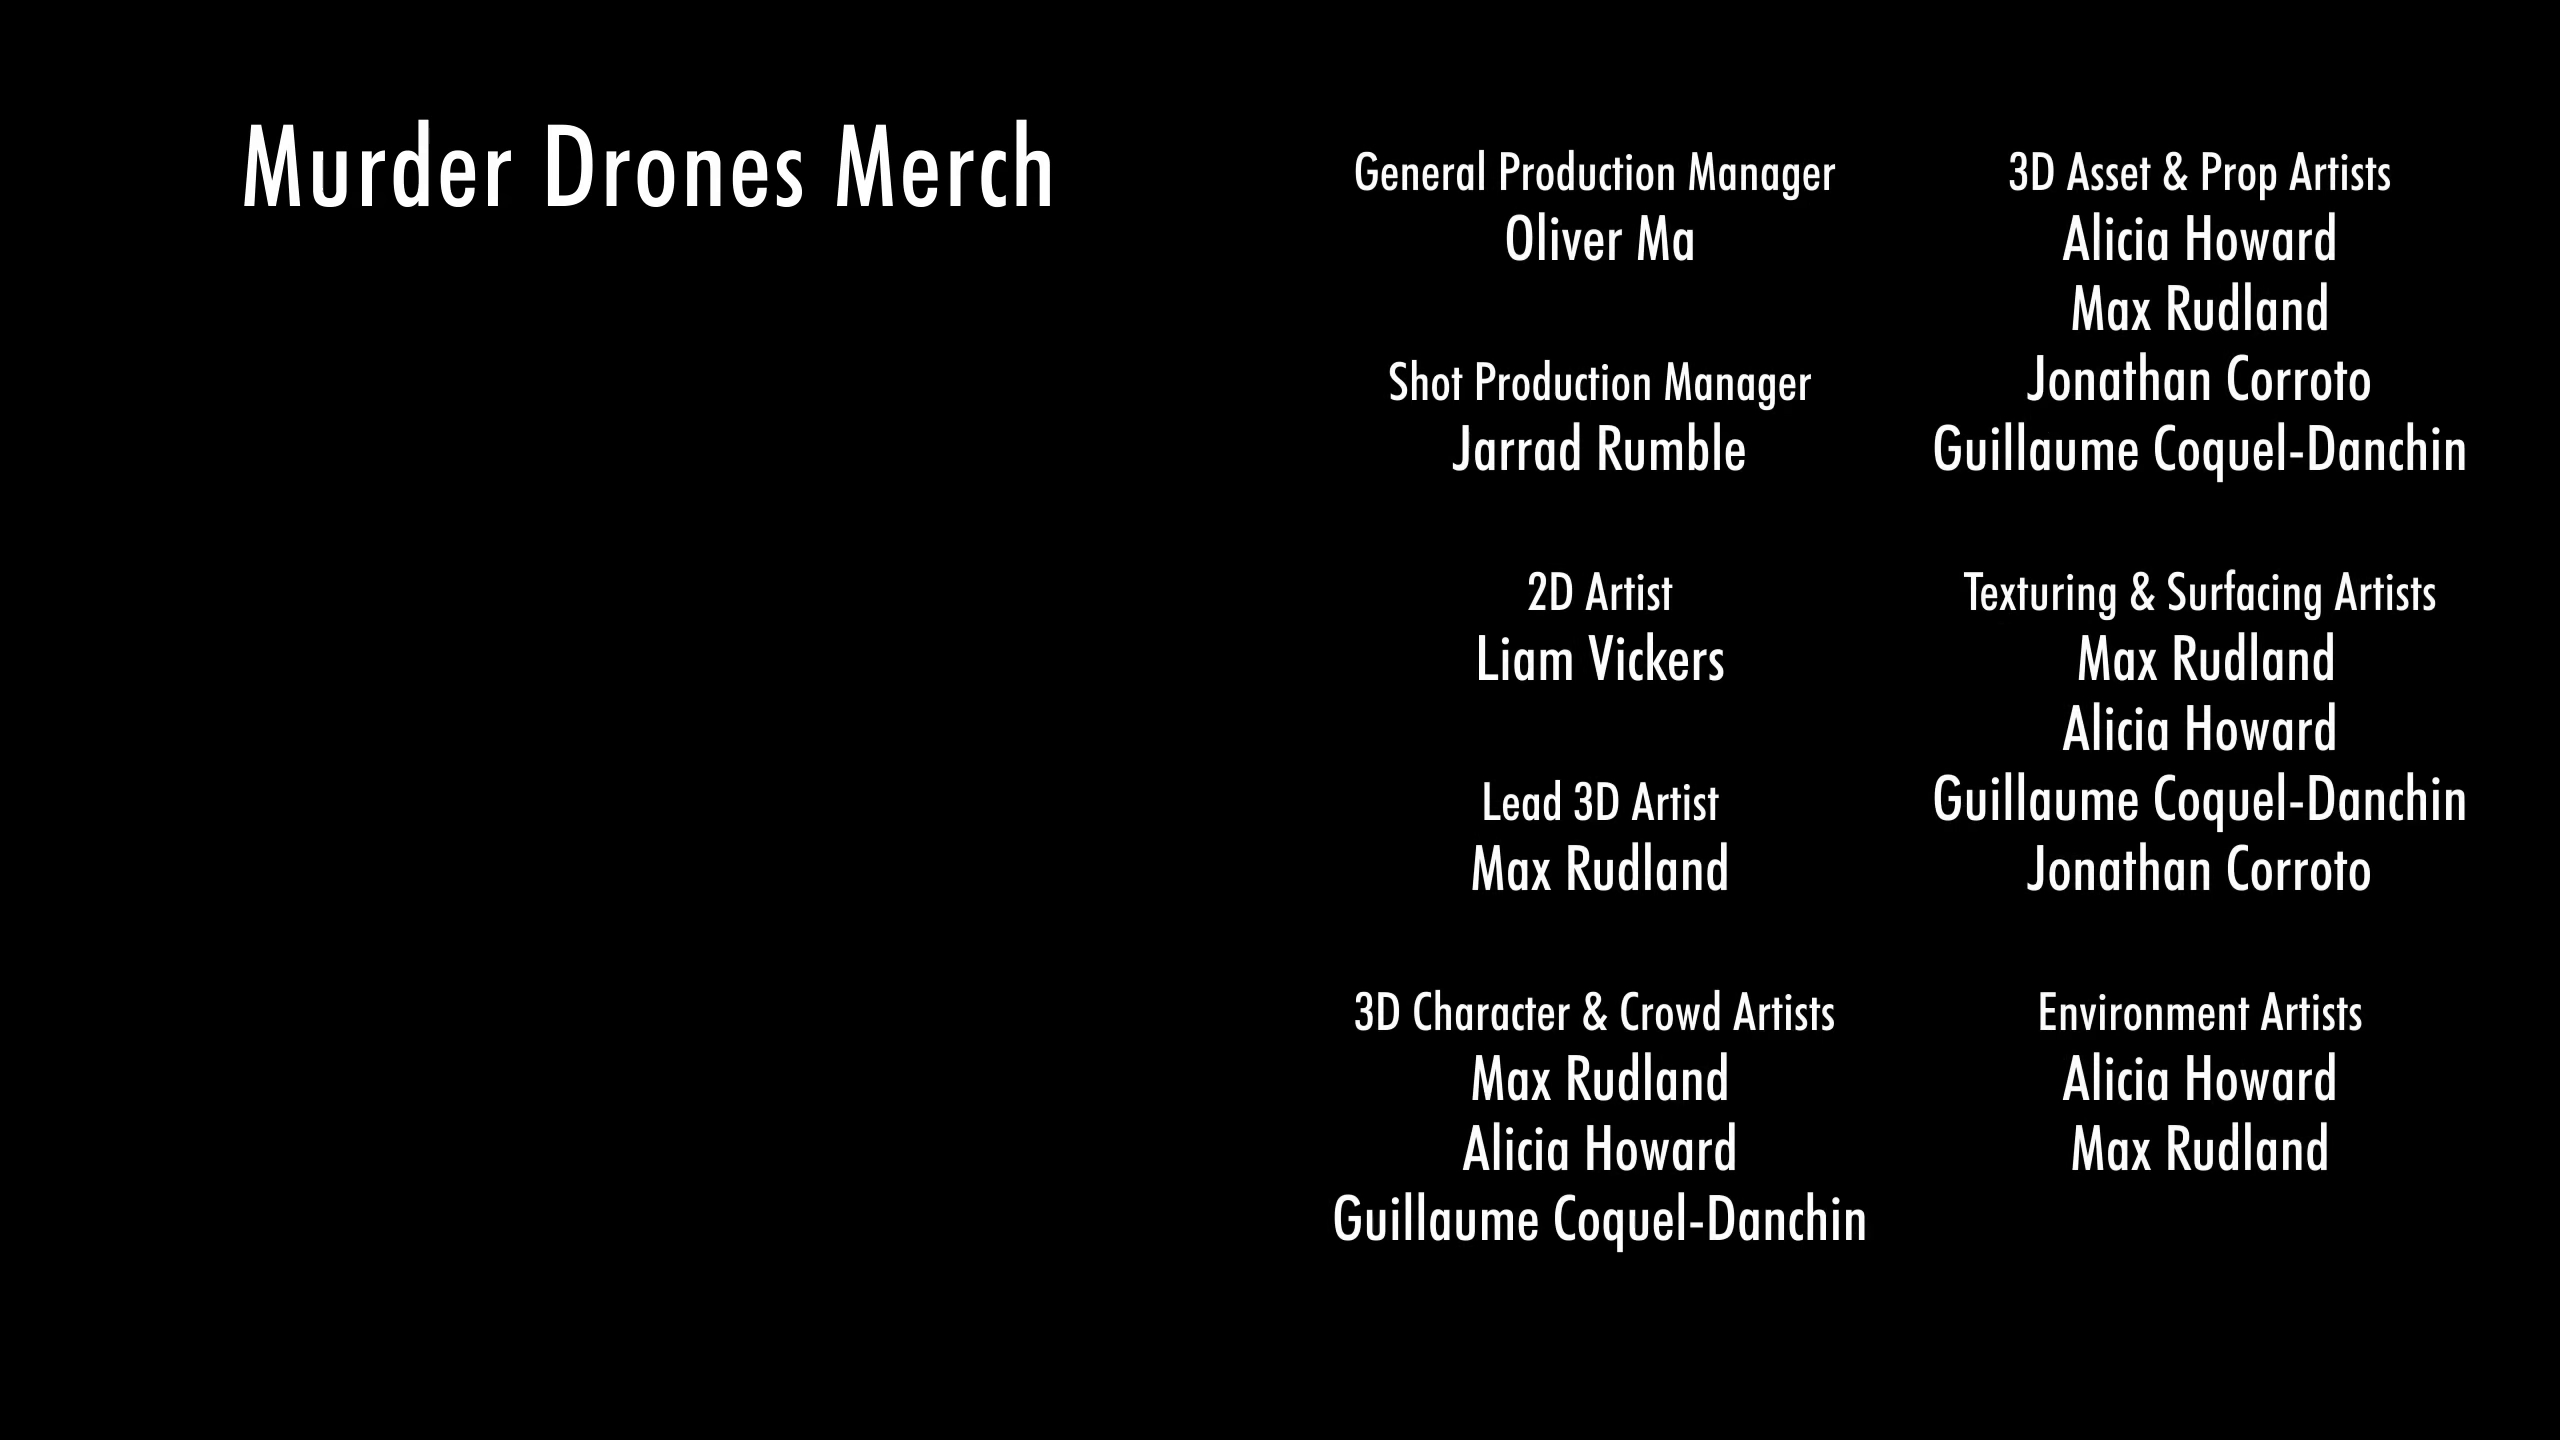 Murder Drones Merch
General Production Manager
Oliver Ma
Shot Production Manager
Jarrad Rumble
2D Artist
Liam Vickers
Lead 3D Artist
Max Rudland
3D Character & Crowd Artists
Max Rudland
Alicia Howard
Guillaume Coquel-Danchin
3D Asset & Prop Artists
Alicia Howard
Max Rudland
Jonathan Corroto
Guillaume Coquel-Danchin
Texturing & Surfacing Artists
Max Rudland
Alicia Howard
Guillaume Coquel-Danchin
Jonathan Corroto
Environment Artists
Alicia Howard
Max Rudland